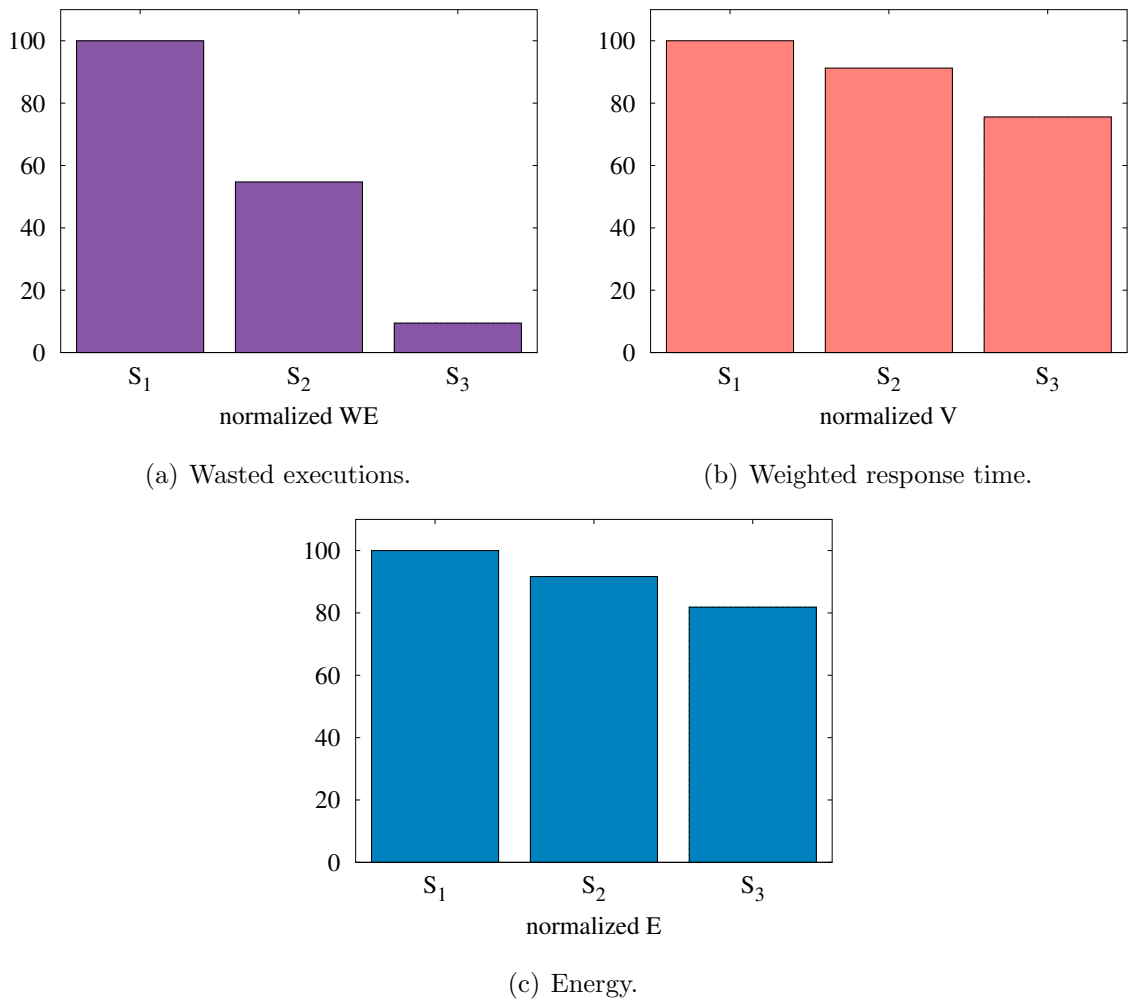 100
80
60
40
20
0
S₁ S₂ S₃
normalized WE
(a) Wasted executions.
100
80
60
40
20
0
S₁ S₂ S₃
normalized V
(b) Weighted response time.
100
80
60
40
20
0
S₁ S₂ S₃
normalized E
(c) Energy.